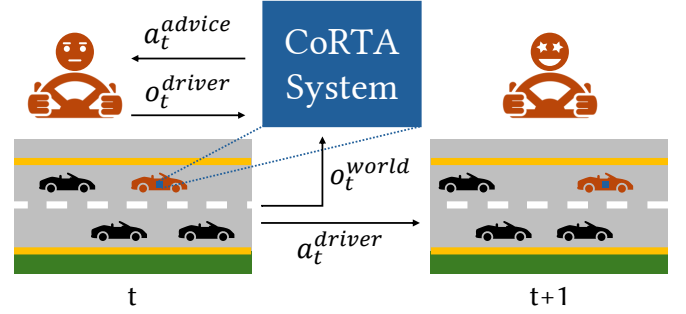 a_t^{advice}
o_t^{driver}
CoRTA
System
o_t^{world}
a_t^{driver}
t
t+1